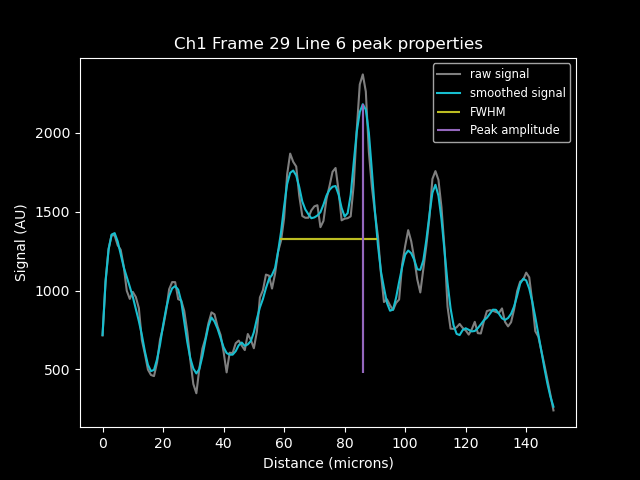 Ch1 Frame 29 Line 6 peak properties
raw signal
smoothed signal
FWHM
Peak amplitude
Signal (AU)
2000
1500
1000
500
0 20 40 60 80 100 120 140
Distance (microns)